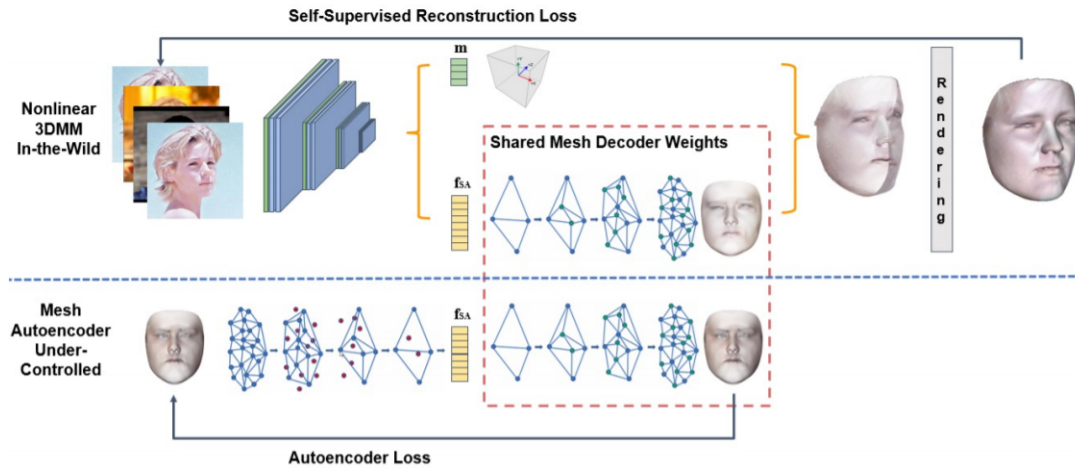 Self-Supervised Reconstruction Loss
m
Nonlinear
3DMM
In-the-Wild
Shared Mesh Decoder Weights
fSA
Rendering
Mesh
Autoencoder
Under-
Controlled
fSA
Autoencoder Loss